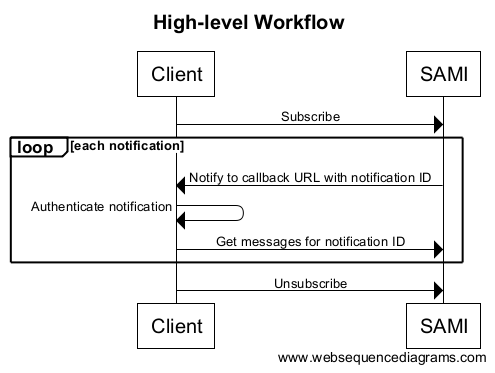 High-level Workflow
Client
SAMI
Subscribe
loop
[each notification]
Notify to callback URL with notification ID
Authenticate notification
Get messages for notification ID
Unsubscribe
Client
SAMI
www.websequencediagrams.com